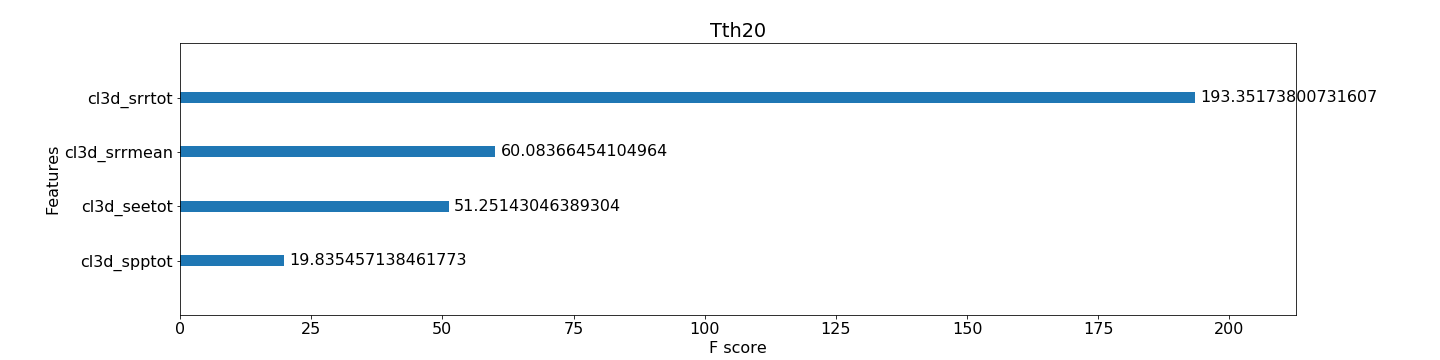 Tth20
cl3d_srrtot
193.35173800731607
cl3d_srrmean
60.08366454104964
cl3d_seetot
51.25143046389304
cl3d_spptot
19.835457138461773
Features
0 25 50 75 100 125 150 175 200
F score